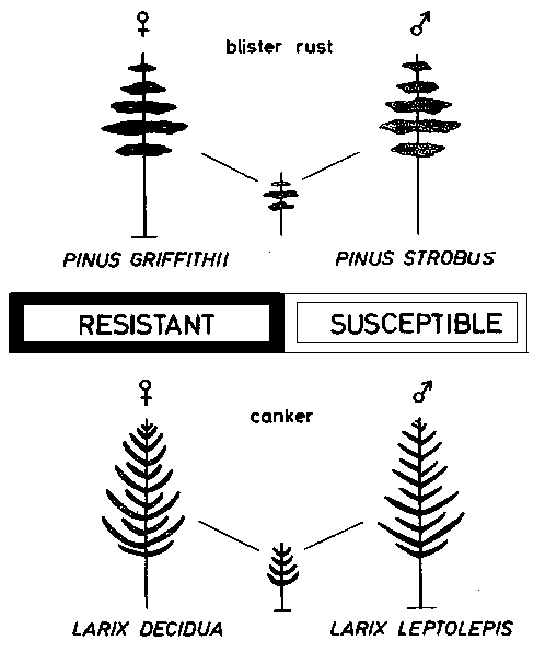 ♀ ♂
blister rust
PINUS GRIFFITHII PINUS STROBUS
RESISTANT SUSCEPTIBLE
♀ ♂
canker
LARIX DECIDUA LARIX LEPTOLEPIS